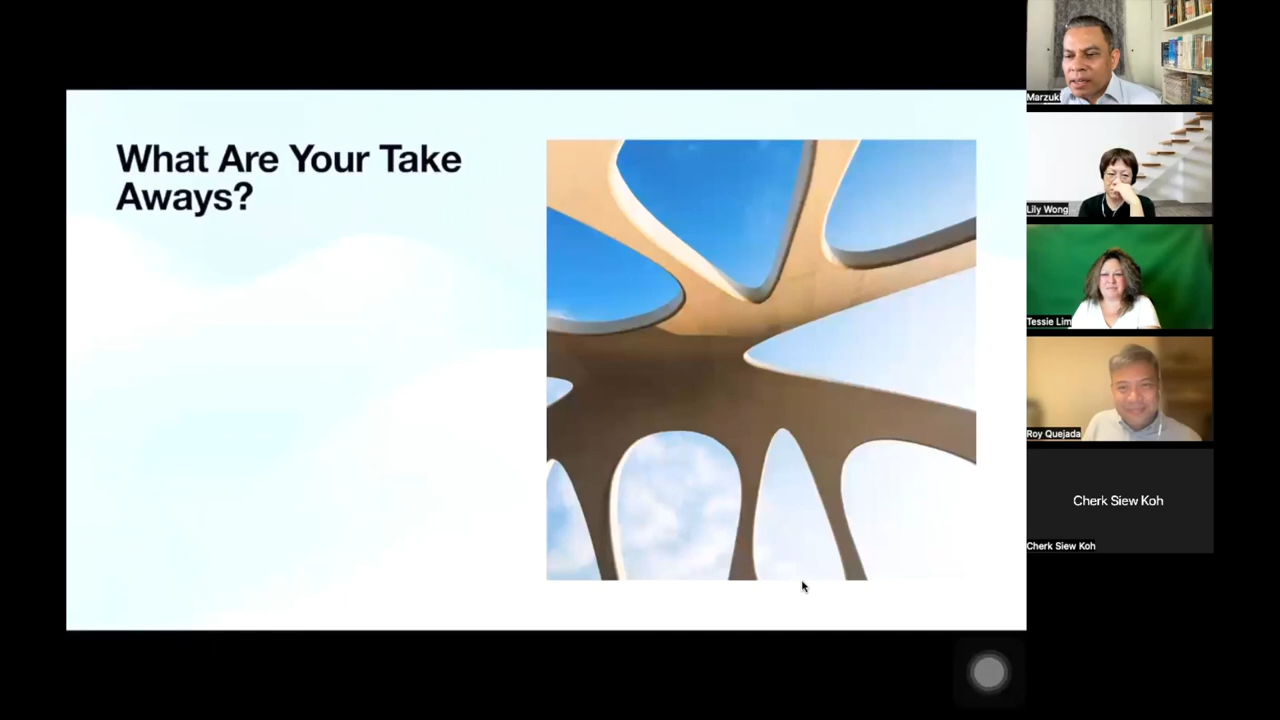 What Are Your Take
Aways?
Marzuki
Lily Wong
Tessie Lim
Roy Quejada
Cherk Siew Koh
Cherk Siew Koh